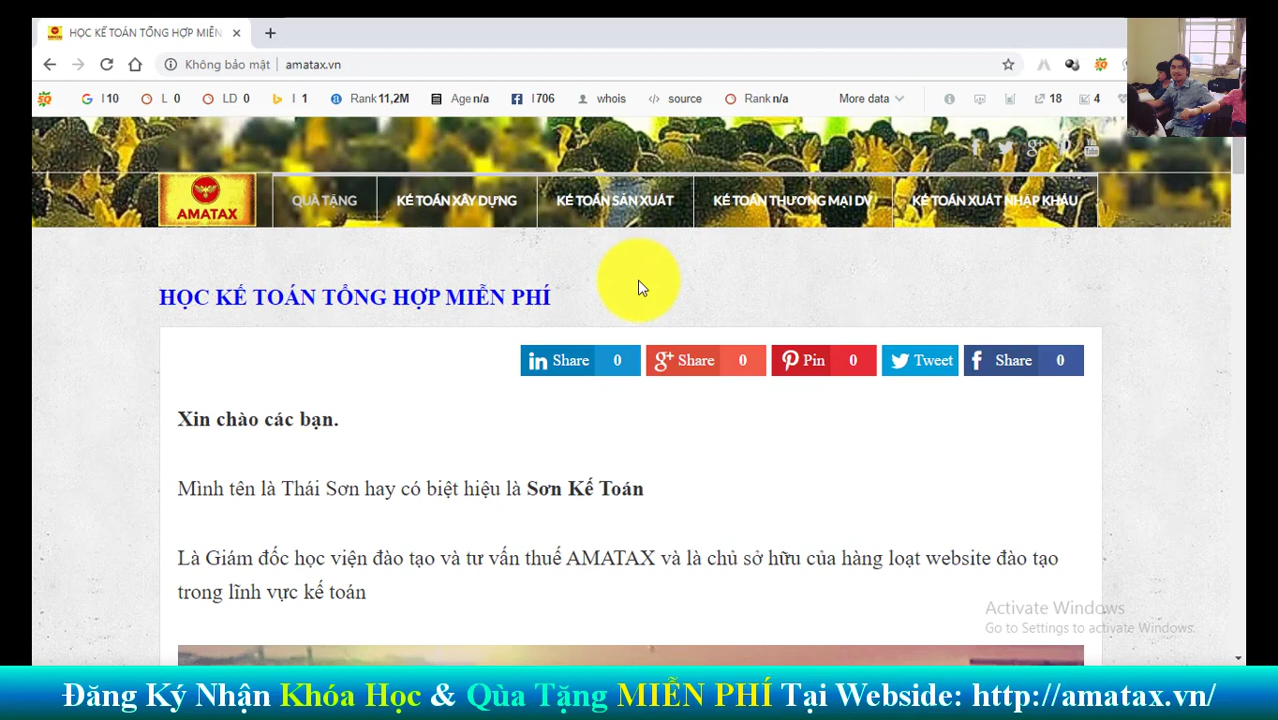 HỌC KẾ TOÁN TỔNG HỢP MIỄN
Không bảo mật | amatax.vn
I 10 L 0 LD 0 I 1 Rank 11,2M Age n/a I 706 whois source Rank n/a More data 18 4
AMATAX QUÀ TẶNG KẾ TOÁN XÂY DỰNG KẾ TOÁN SẢN XUẤT KẾ TOÁN THƯƠNG MẠI DV KẾ TOÁN XUẤT NHẬP KHẨU
HỌC KẾ TOÁN TỔNG HỢP MIỄN PHÍ
Share 0 Share 0 Pin 0 Tweet Share 0
Xin chào các bạn.
Mình tên là Thái Sơn hay có biệt hiệu là Sơn Kế Toán
Là Giám đốc học viện đào tạo và tư vấn thuế AMATAX và là chủ sở hữu của hàng loạt website đào tạo
trong lĩnh vực kế toán
Activate Windows
Go to Settings to activate Windows.
Đăng Ký Nhận Khóa Học & Qùa Tặng MIỄN PHÍ Tại Webside: http://amatax.vn/